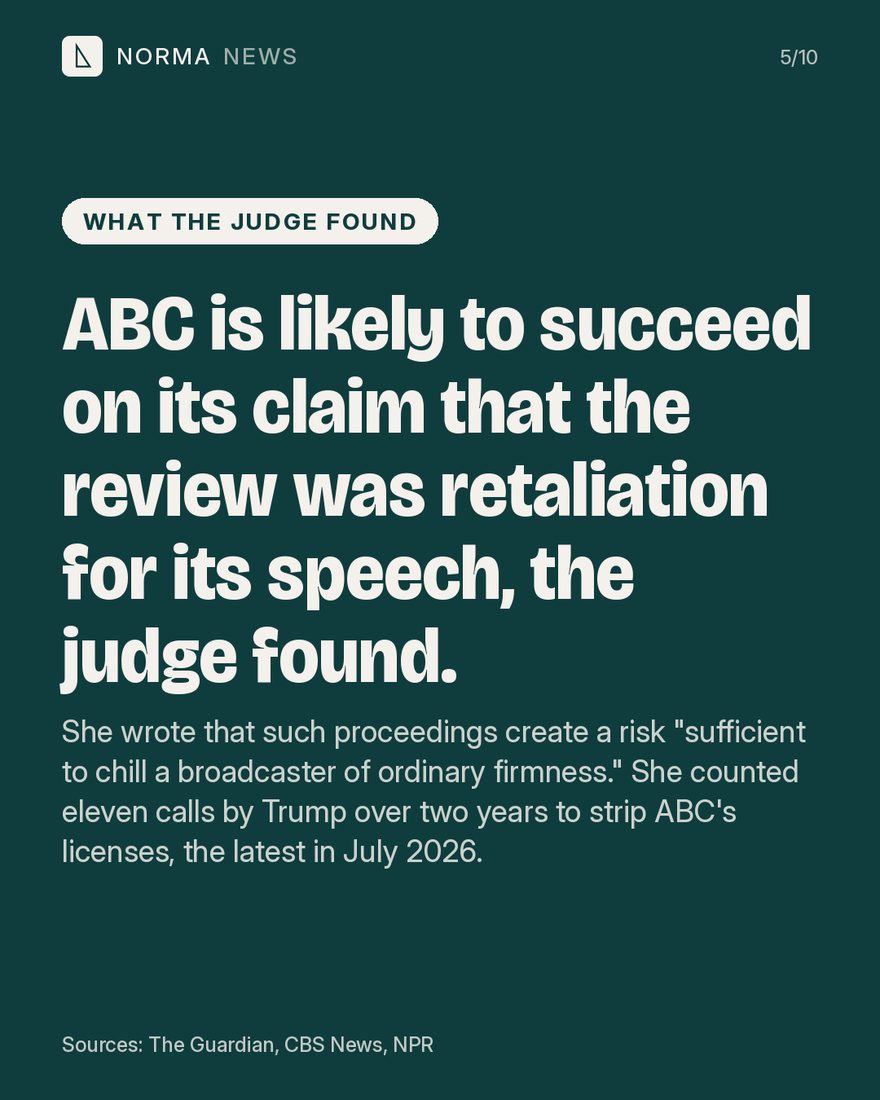 NORMA NEWS
5/10
WHAT THE JUDGE FOUND
ABC is likely to succeed
on its claim that the
review was retaliation
for its speech, the
judge found.
She wrote that such proceedings create a risk "sufficient
to chill a broadcaster of ordinary firmness." She counted
eleven calls by Trump over two years to strip ABC's
licenses, the latest in July 2026.
Sources: The Guardian, CBS News, NPR